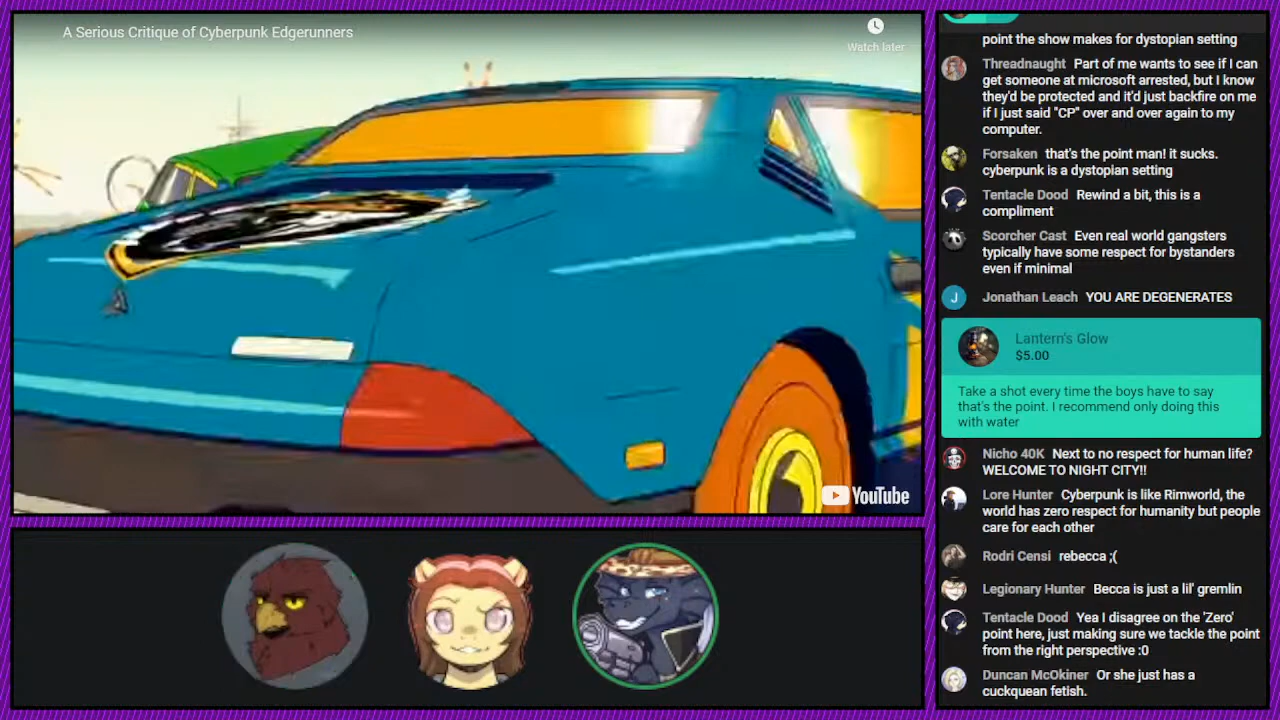 A Serious Critique of Cyberpunk Edgerunners
Watch later
YouTube
point the show makes for dystopian setting
Threadnaught Part of me wants to see if I can
get someone at microsoft arrested, but I know
they'd be protected and it'd just backfire on me
if I just said "CP" over and over again to my
computer.
Forsaken that's the point man! it sucks.
cyberpunk is a dystopian setting
Tentacle Dood Rewind a bit, this is a
compliment
Scorcher Cast Even real world gangsters
typically have some respect for bystanders
even if minimal
J Jonathan Leach YOU ARE DEGENERATES
Lantern's Glow
$5.00
Take a shot every time the boys have to say
that's the point. I recommend only doing this
with water
Nicho 40K Next to no respect for human life?
WELCOME TO NIGHT CITY!!
Lore Hunter Cyberpunk is like Rimworld, the
world has zero respect for humanity but people
care for each other
Rodri Censi rebecca ;(
Legionary Hunter Becca is just a lil' gremlin
Tentacle Dood Yea I disagree on the 'Zero'
point here, just making sure we tackle the point
from the right perspective :0
Duncan McOkiner Or she just has a
cuckquean fetish.